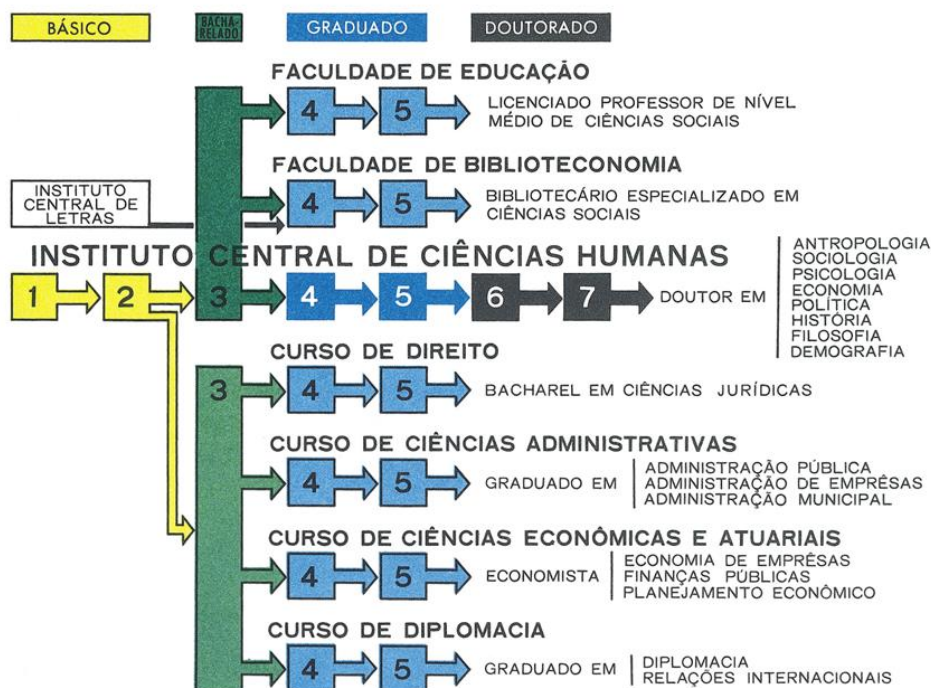 BÁSICO
BACHA-
RELADO
GRADUADO
DOUTORADO
FACULDADE DE EDUCAÇÃO
4
5
LICENCIADO PROFESSOR DE NÍVEL
MÉDIO DE CIÊNCIAS SOCIAIS
FACULDADE DE BIBLIOTECONOMIA
INSTITUTO
CENTRAL DE
LETRAS
4
5
BIBLIOTECÁRIO ESPECIALIZADO EM
CIÊNCIAS SOCIAIS
INSTITUTO CENTRAL DE CIÊNCIAS HUMANAS
1
2
3
4
5
6
7
DOUTOR EM
ANTROPOLOGIA
SOCIOLOGIA
PSICOLOGIA
ECONOMIA
POLÍTICA
HISTÓRIA
FILOSOFIA
DEMOGRAFIA
CURSO DE DIREITO
3
4
5
BACHAREL EM CIÊNCIAS JURÍDICAS
CURSO DE CIÊNCIAS ADMINISTRATIVAS
4
5
GRADUADO EM
ADMINISTRAÇÃO PÚBLICA
ADMINISTRAÇÃO DE EMPRÊSAS
ADMINISTRAÇÃO MUNICIPAL
CURSO DE CIÊNCIAS ECONÔMICAS E ATUARIAIS
4
5
ECONOMISTA
ECONOMIA DE EMPRÊSAS
FINANÇAS PÚBLICAS
PLANEJAMENTO ECONÔMICO
CURSO DE DIPLOMACIA
4
5
GRADUADO EM
DIPLOMACIA
RELAÇÕES INTERNACIONAIS